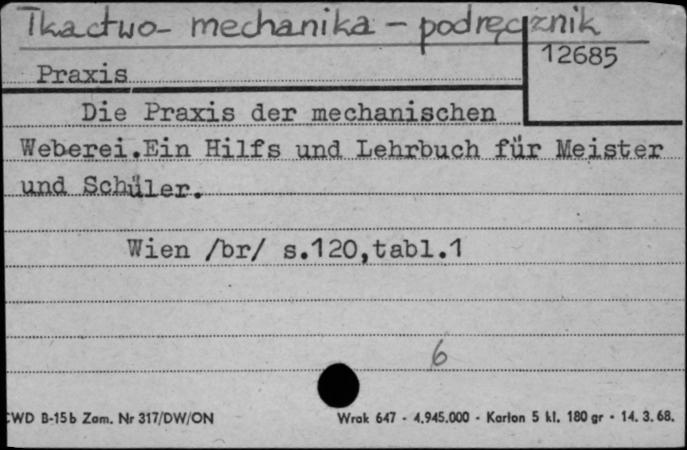 Tkactwo - mechanika - podręcznik
12685
Praxis
Die Praxis der mechanischen
Weberei.Ein Hilfs und Lehrbuch für Meister
und Schüler.
Wien /br/ s.120,tabl.1
6
CWD B-15b Zam. Nr 317/DW/ON Wrak 647 - 4.945.000 - Karton 5 kl. 180 gr - 14.3.68.